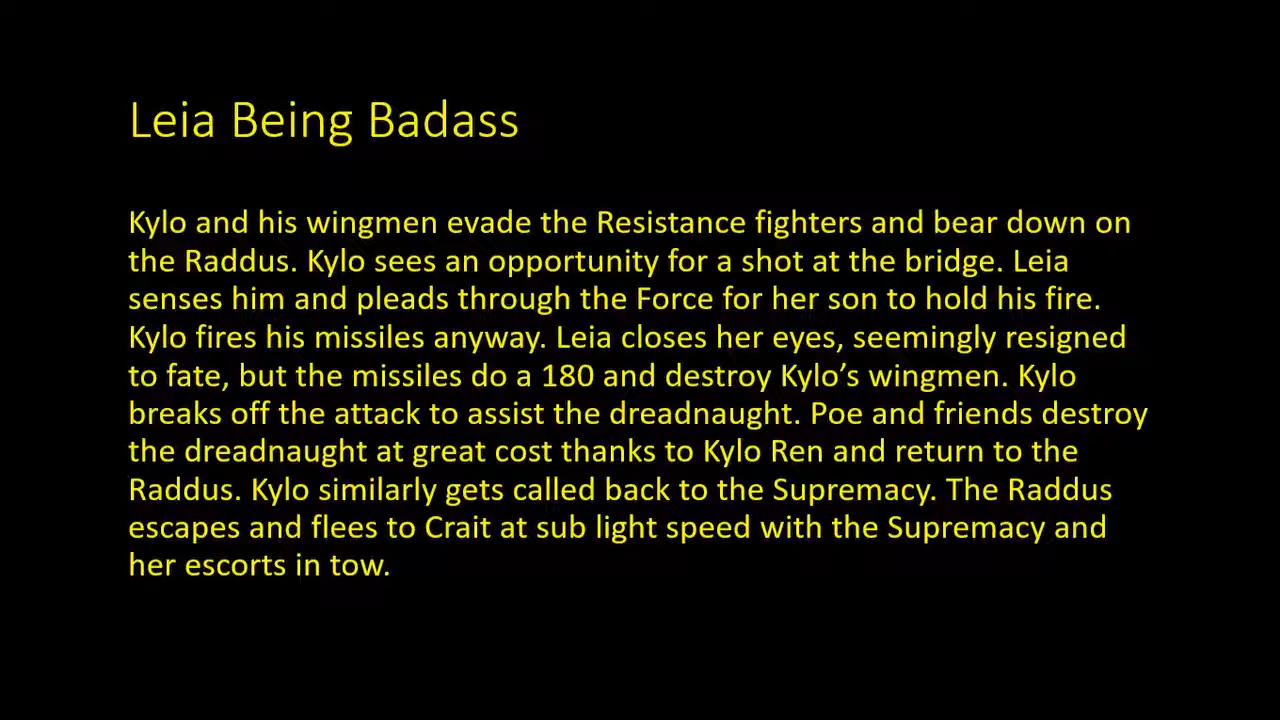 Leia Being Badass
Kylo and his wingmen evade the Resistance fighters and bear down on
the Raddus. Kylo sees an opportunity for a shot at the bridge. Leia
senses him and pleads through the Force for her son to hold his fire.
Kylo fires his missiles anyway. Leia closes her eyes, seemingly resigned
to fate, but the missiles do a 180 and destroy Kylo’s wingmen. Kylo
breaks off the attack to assist the dreadnaught. Poe and friends destroy
the dreadnaught at great cost thanks to Kylo Ren and return to the
Raddus. Kylo similarly gets called back to the Supremacy. The Raddus
escapes and flees to Crait at sub light speed with the Supremacy and
her escorts in tow.